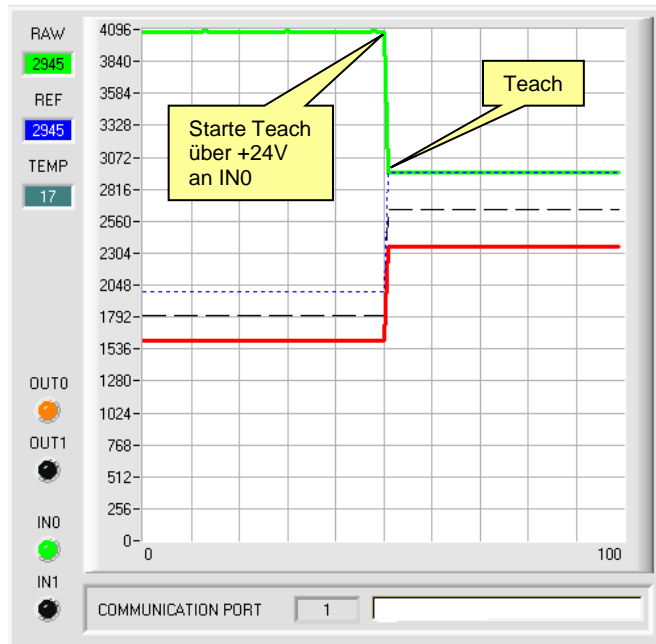 RAW
2945
REF
2945
TEMP
17
OUT0
OUT1
IN0
IN1
4096
3840
3584
3328
3072
2816
2560
2304
2048
1792
1536
1280
1024
768
512
256
0
0
100
Starte Teach
über +24V
an IN0
Teach
COMMUNICATION PORT
1